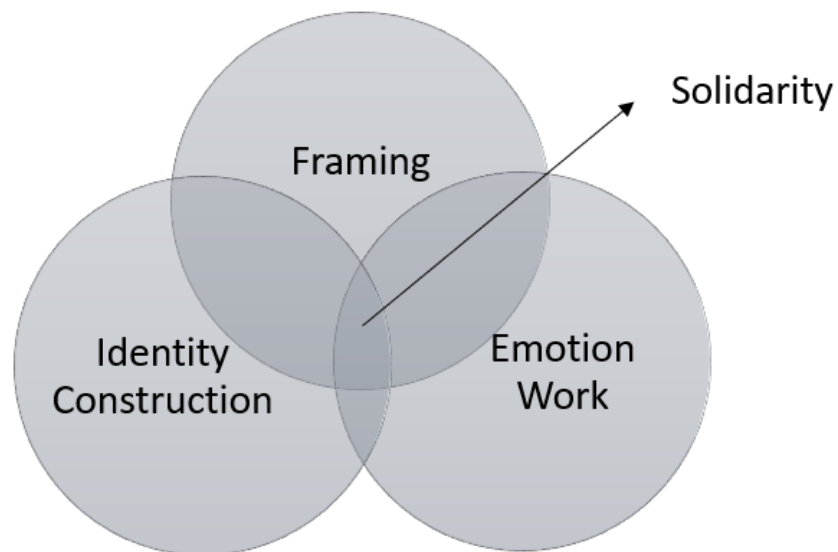 Solidarity
Framing
Identity
Construction
Emotion
Work